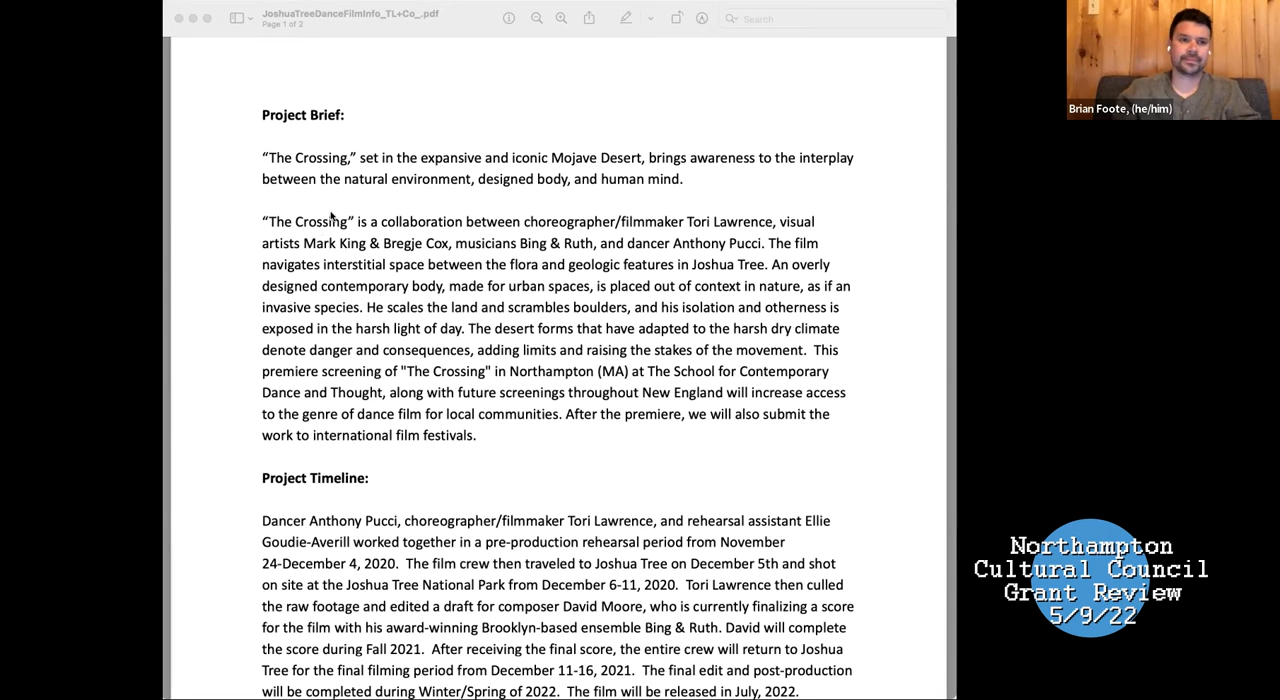 JoshuaTreeDanceFilmInfo_TL+Co_.pdf
Page 1 of 2
Search
Brian Foote, (he/him)
Project Brief:
“The Crossing,” set in the expansive and iconic Mojave Desert, brings awareness to the interplay
between the natural environment, designed body, and human mind.
“The Crossing” is a collaboration between choreographer/filmmaker Tori Lawrence, visual
artists Mark King & Bregje Cox, musicians Bing & Ruth, and dancer Anthony Pucci. The film
navigates interstitial space between the flora and geologic features in Joshua Tree. An overly
designed contemporary body, made for urban spaces, is placed out of context in nature, as if an
invasive species. He scales the land and scrambles boulders, and his isolation and otherness is
exposed in the harsh light of day. The desert forms that have adapted to the harsh dry climate
denote danger and consequences, adding limits and raising the stakes of the movement.  This
premiere screening of "The Crossing" in Northampton (MA) at The School for Contemporary
Dance and Thought, along with future screenings throughout New England will increase access
to the genre of dance film for local communities. After the premiere, we will also submit the
work to international film festivals.
Project Timeline:
Dancer Anthony Pucci, choreographer/filmmaker Tori Lawrence, and rehearsal assistant Ellie
Goudie-Averill worked together in a pre-production rehearsal period from November
24-December 4, 2020.  The film crew then traveled to Joshua Tree on December 5th and shot
on site at the Joshua Tree National Park from December 6-11, 2020.  Tori Lawrence then culled
the raw footage and edited a draft for composer David Moore, who is currently finalizing a score
for the film with his award-winning Brooklyn-based ensemble Bing & Ruth. David will complete
the score during Fall 2021.  After receiving the final score, the entire crew will return to Joshua
Tree for the final filming period from December 11-16, 2021.  The final edit and post-production
will be completed during Winter/Spring of 2022.  The film will be released in July, 2022.
Northampton
Cultural Council
Grant Review
5/9/22